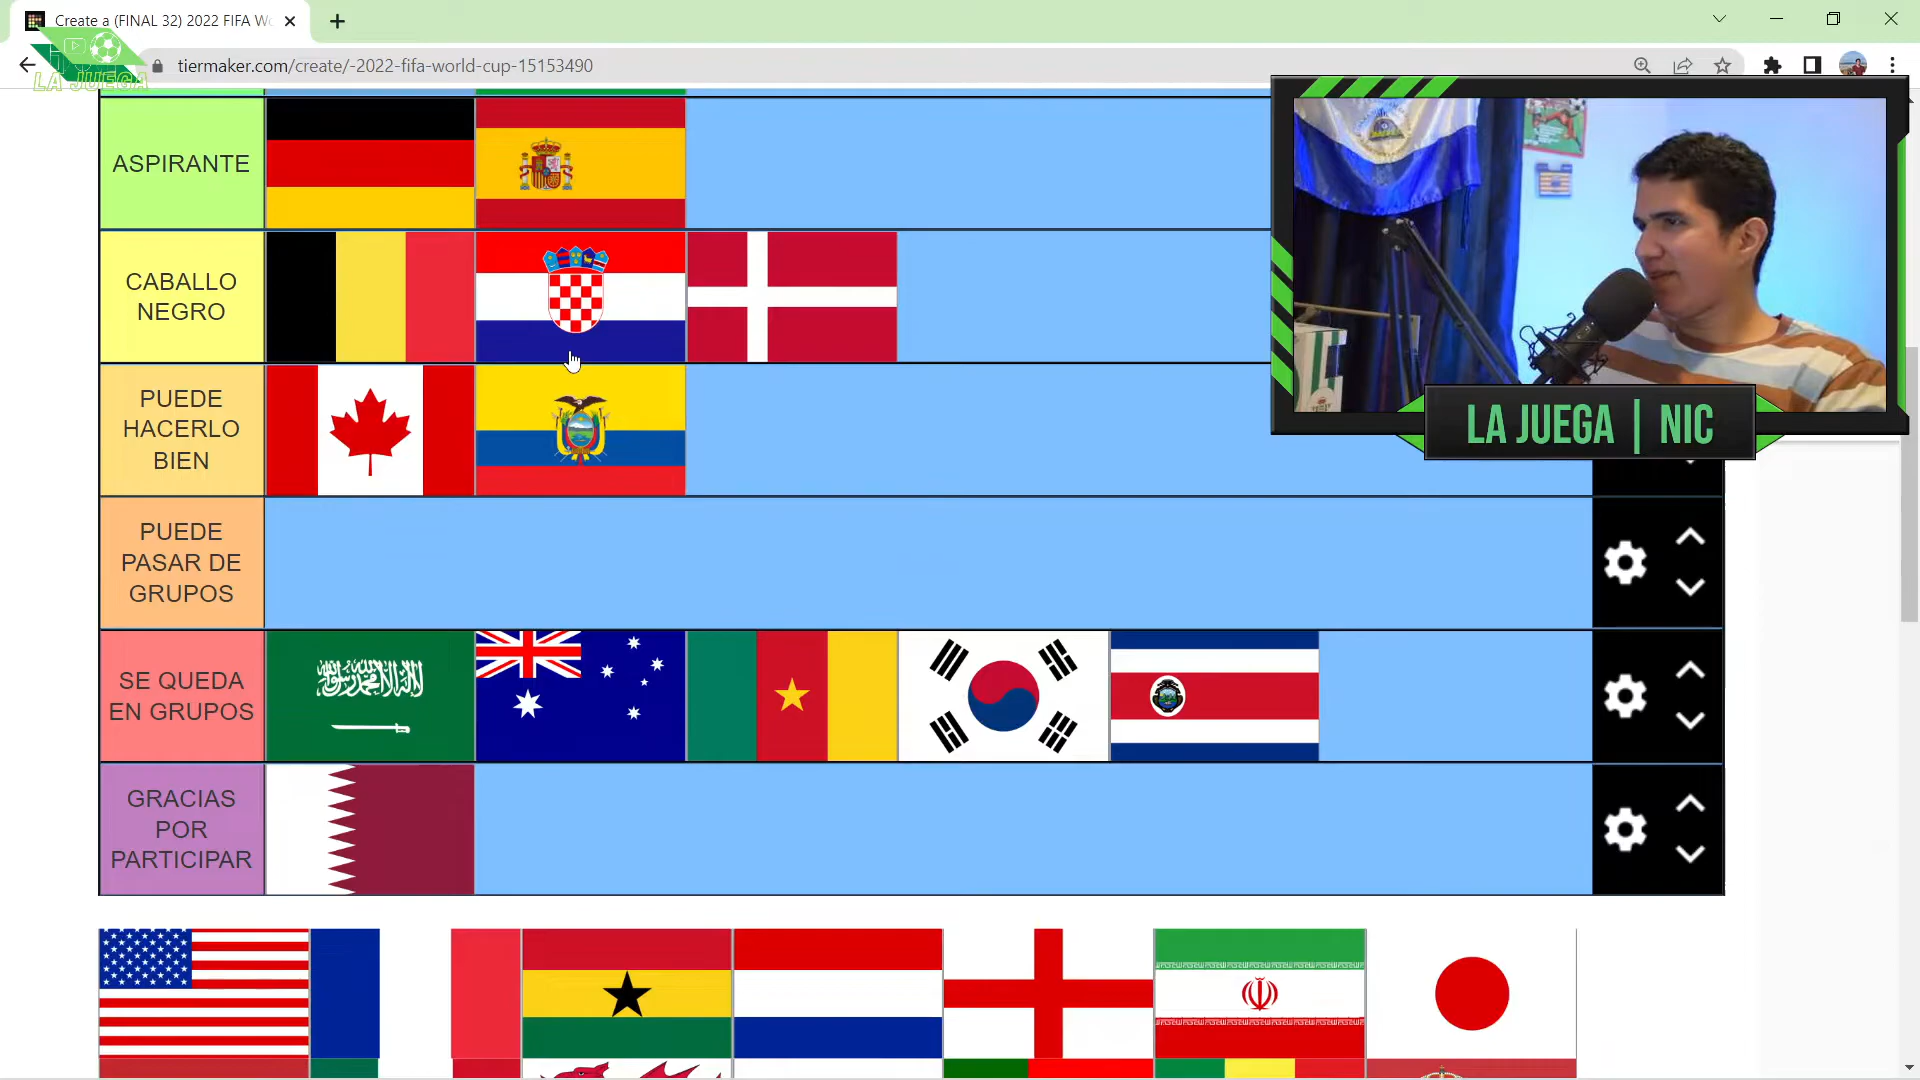 Create a (FINAL 32) 2022 FIFA Wo
tiermaker.com/create/-2022-fifa-world-cup-15153490
LA JUEGA
ASPIRANTE
CABALLO
NEGRO
PUEDE
HACERLO
BIEN
PUEDE
PASAR DE
GRUPOS
SE QUEDA
EN GRUPOS
GRACIAS
POR
PARTICIPAR
LA JUEGA | NIC